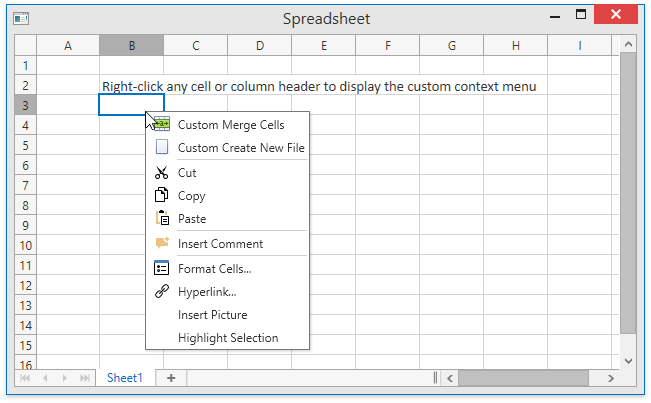 Spreadsheet
A B C D E F G H I
1
2 Right-click any cell or column header to display the custom context menu
3
4
5
6
7
8
9
10
11
12
13
14
15
16
Custom Merge Cells
Custom Create New File
Cut
Copy
Paste
Insert Comment
Format Cells...
Hyperlink...
Insert Picture
Highlight Selection
Sheet1